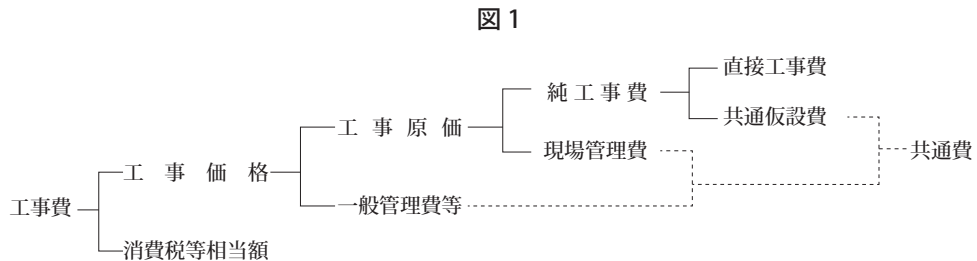 図1
直接工事費
純工事費
共通仮設費
工事原価
現場管理費
共通費
工事価格
工事費
一般管理費等
消費税等相当額